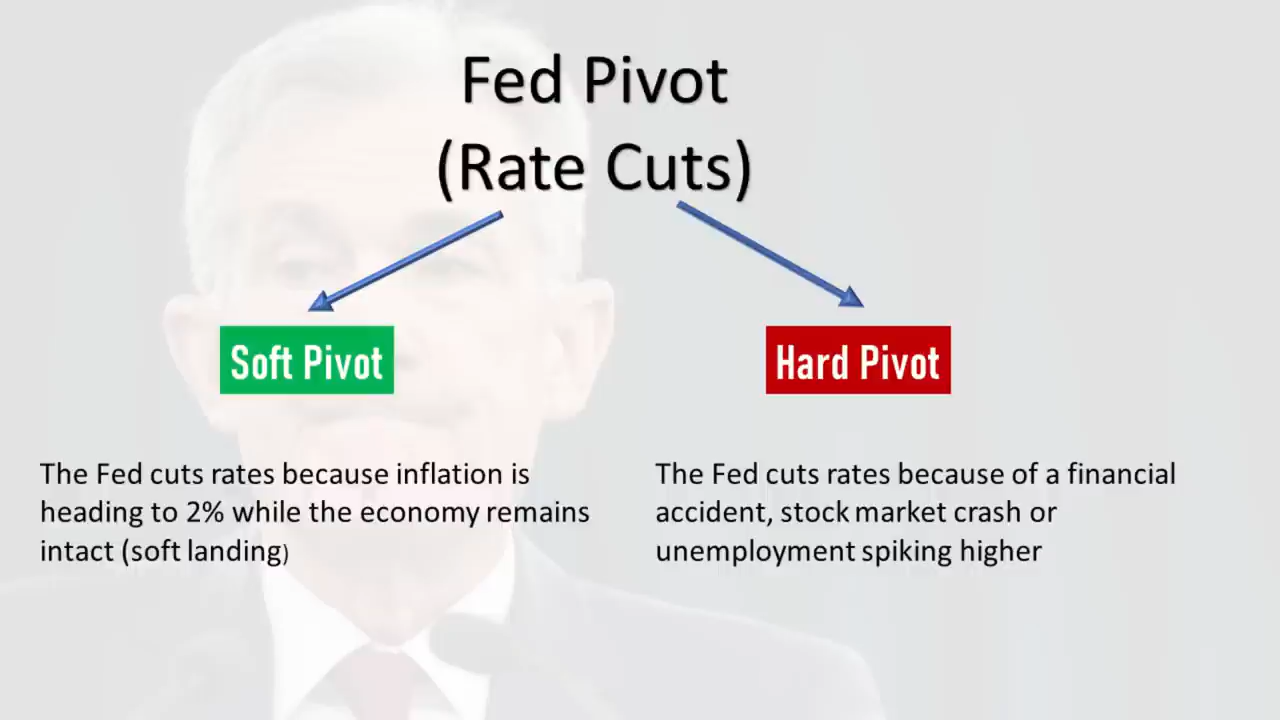 Fed Pivot
(Rate Cuts)
Soft Pivot
Hard Pivot
The Fed cuts rates because inflation is
heading to 2% while the economy remains
intact (soft landing)
The Fed cuts rates because of a financial
accident, stock market crash or
unemployment spiking higher